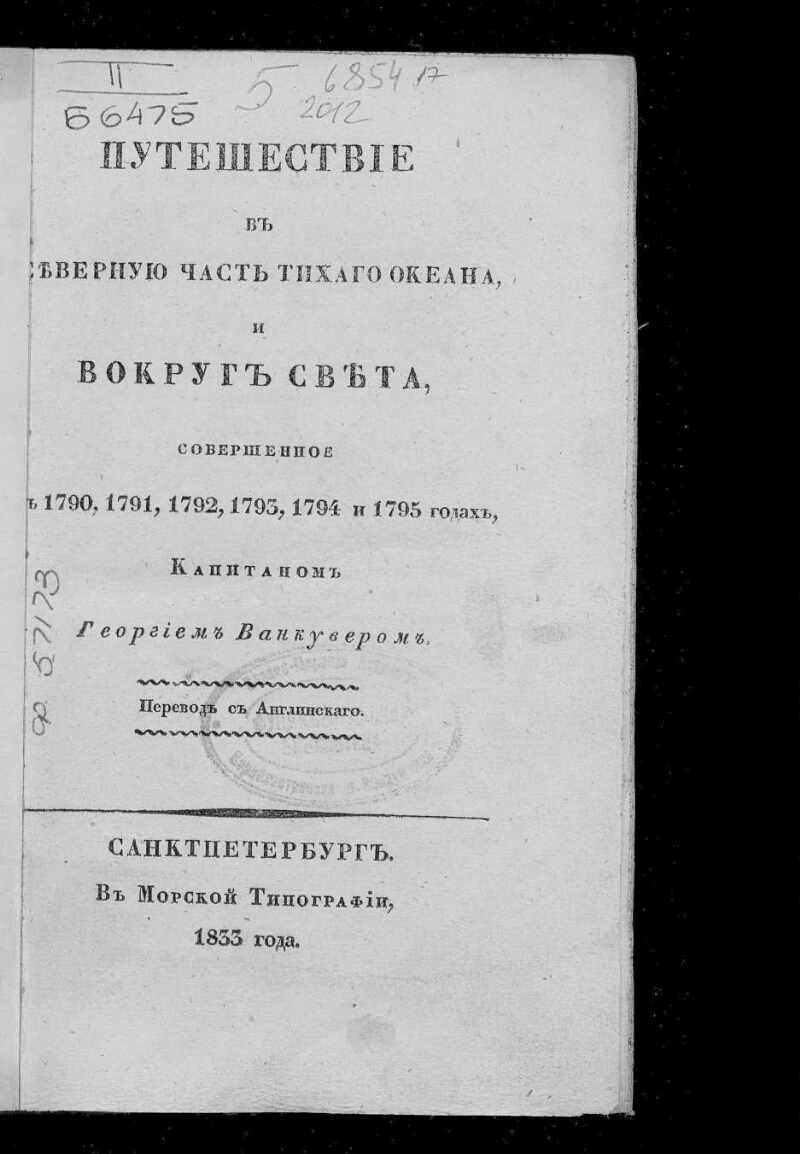 II
Б 6475
5
6854 17
2012
ПУТЕШЕСТВІЕ
въ
СѢВЕРНУЮ ЧАСТЬ ТИХАГО ОКЕАНА,
и
ВОКРУГЪ СВѢТА,
СОВЕРШЕННОЕ
ъ 1790, 1791, 1792, 1793, 1794 и 1795 годахъ,
Капитаномъ
Георгіемъ Ванкуверомъ.
Переводъ съ Англинскаго.
САНКТПЕТЕРБУРГЪ.
Въ Морской Типографіи,
1833 года.